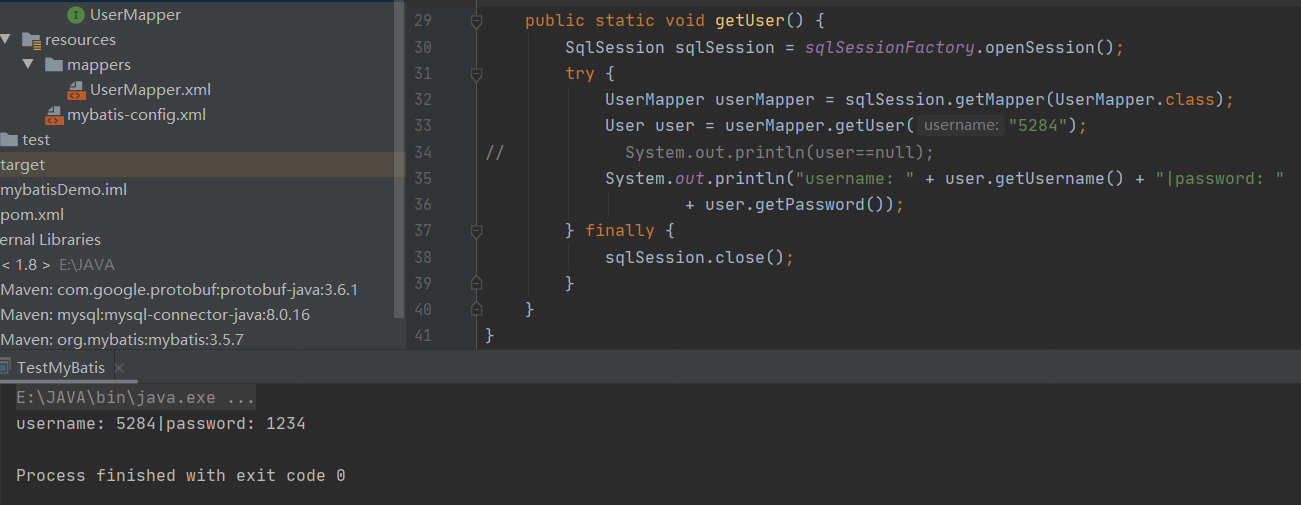 UserMapper
resources
mappers
UserMapper.xml
mybatis-config.xml
test
target
mybatisDemo.iml
pom.xml
ernal Libraries
< 1.8 > E:\JAVA
Maven: com.google.protobuf:protobuf-java:3.6.1
Maven: mysql:mysql-connector-java:8.0.16
Maven: org.mybatis:mybatis:3.5.7
29 public static void getUser() {
30 SqlSession sqlSession = sqlSessionFactory.openSession();
31 try {
32 UserMapper userMapper = sqlSession.getMapper(UserMapper.class);
33 User user = userMapper.getUser( username: "5284");
34 // System.out.println(user==null);
35 System.out.println("username: " + user.getUsername() + "|password: "
36 + user.getPassword());
37 } finally {
38 sqlSession.close();
39 }
40 }
41 }
TestMyBatis
E:\JAVA\bin\java.exe ...
username: 5284|password: 1234
Process finished with exit code 0